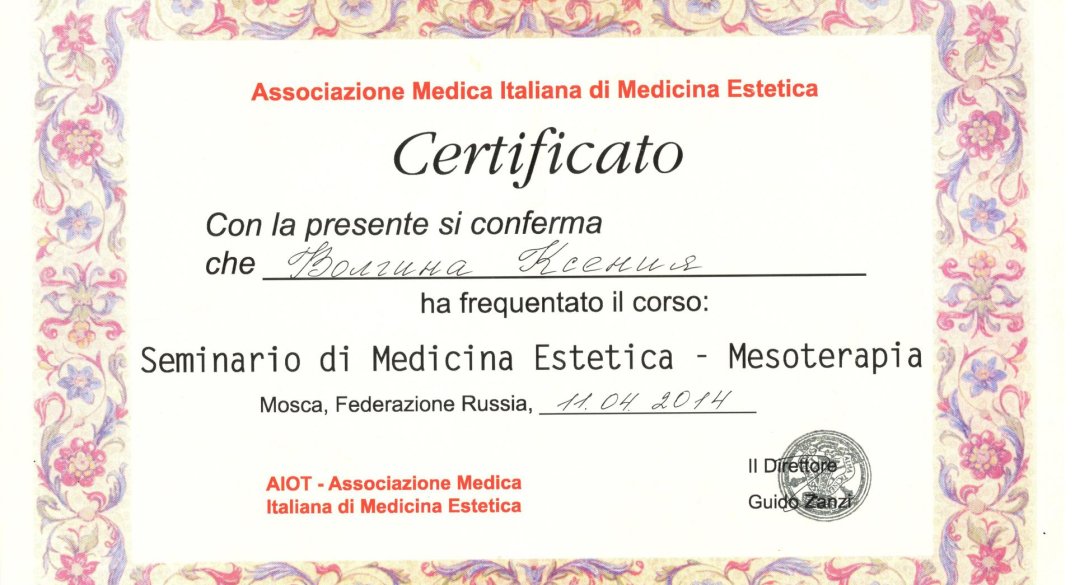 Associazione Medica Italiana di Medicina Estetica
Certificato
Con la presente si conferma
che Волгина Ксения
ha frequentato il corso:
Seminario di Medicina Estetica - Mesoterapia
Mosca, Federazione Russia, 11.04.2014
AIOT - Associazione Medica
Italiana di Medicina Estetica
Il Direttore
Guido Zanzi